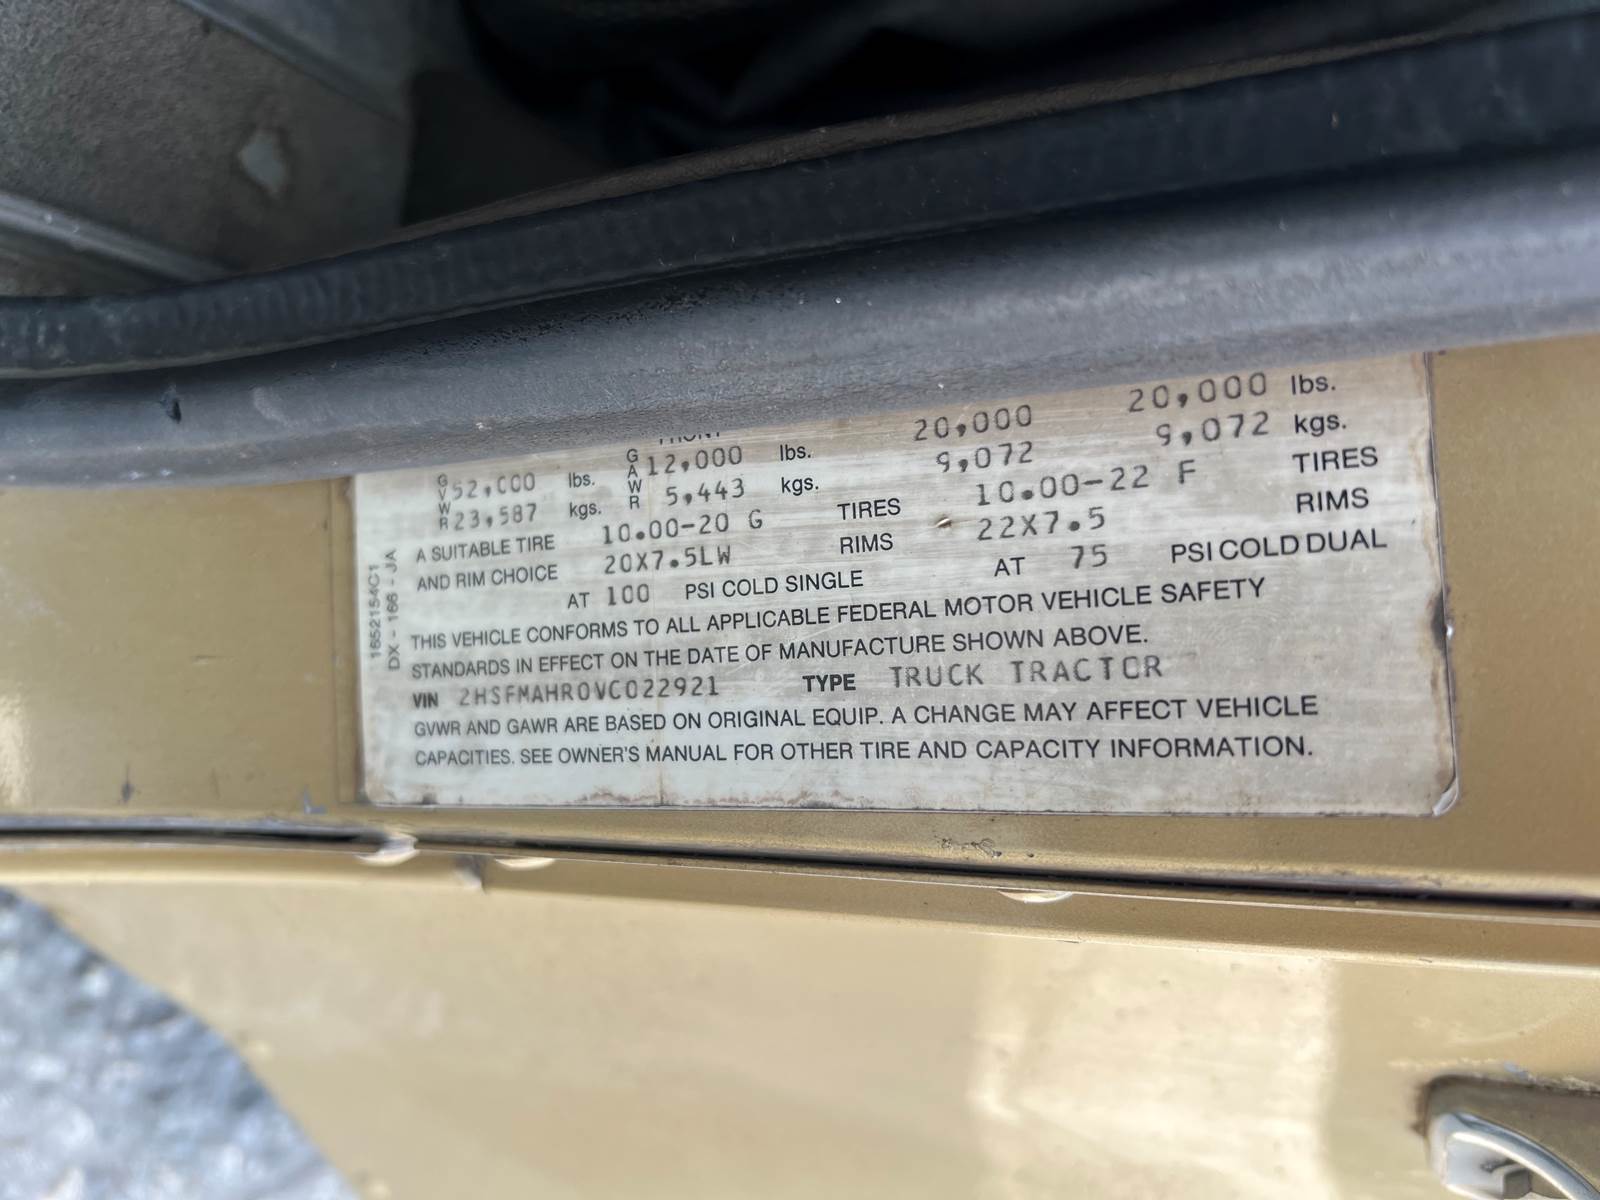 GVWR 52,000 lbs. GAWR 12,000 lbs. 20,000 20,000 lbs.
23,587 kgs. 5,443 kgs. 9,072 9,072 kgs.
A SUITABLE TIRE 10.00-20 G TIRES 10.00-22 F TIRES
AND RIM CHOICE 20X7.5LW RIMS 22X7.5 RIMS
AT 100 PSI COLD SINGLE AT 75 PSI COLD DUAL
THIS VEHICLE CONFORMS TO ALL APPLICABLE FEDERAL MOTOR VEHICLE SAFETY
STANDARDS IN EFFECT ON THE DATE OF MANUFACTURE SHOWN ABOVE.
VIN 2HSFMAHR0VC022921 TYPE TRUCK TRACTOR
GVWR AND GAWR ARE BASED ON ORIGINAL EQUIP. A CHANGE MAY AFFECT VEHICLE
CAPACITIES. SEE OWNER'S MANUAL FOR OTHER TIRE AND CAPACITY INFORMATION.
1652154C1
DX - 166 - JA